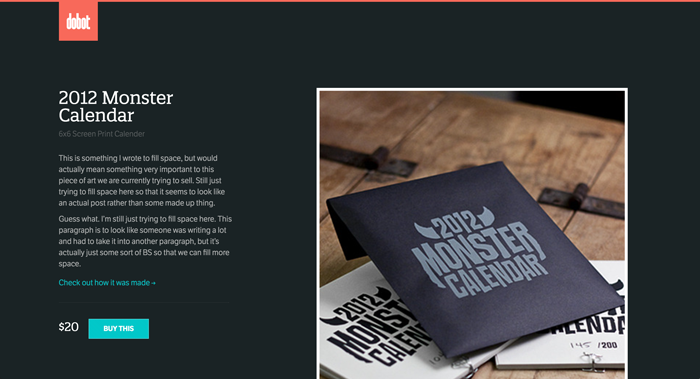 dobot
2012 Monster
Calendar
6x6 Screen Print Calender
This is something I wrote to fill space, but would
actually mean something very important to this
piece of art we are currently trying to sell. Still just
trying to fill space here so that it seems to look like
an actual post rather than some made up thing.
Guess what. I'm still just trying to fill space here. This
paragraph is to look like someone was writing a lot
and had to take it into another paragraph, but it's
actually just some sort of BS so that we can fill more
space.
Check out how it was made →
$20
BUY THIS
2012
MONSTER
CALENDAR
2012
MONSTER
CALENDAR
CALENDAR
145 /200